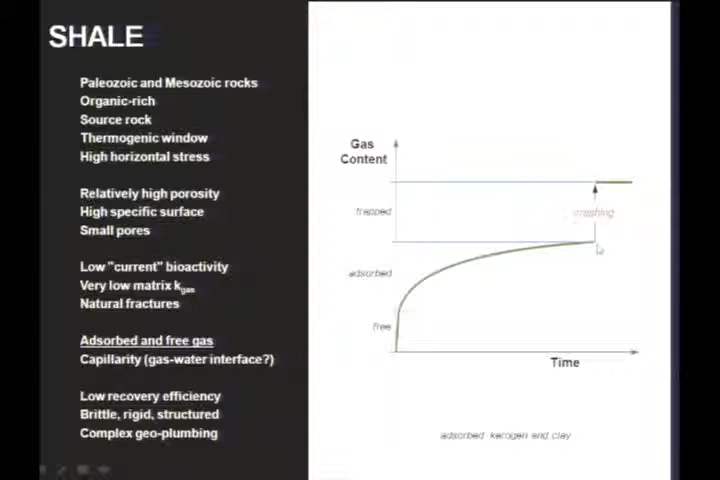 SHALE
Paleozoic and Mesozoic rocks
Organic-rich
Source rock
Thermogenic window
High horizontal stress
Relatively high porosity
High specific surface
Small pores
Low "current" bioactivity
Very low matrix kgas
Natural fractures
Adsorbed and free gas
Capillarity (gas-water interface?)
Low recovery efficiency
Brittle, rigid, structured
Complex geo-plumbing
Gas
Content
trapped
crushing
adsorbed
free
Time
adsorbed: kerogen and clay